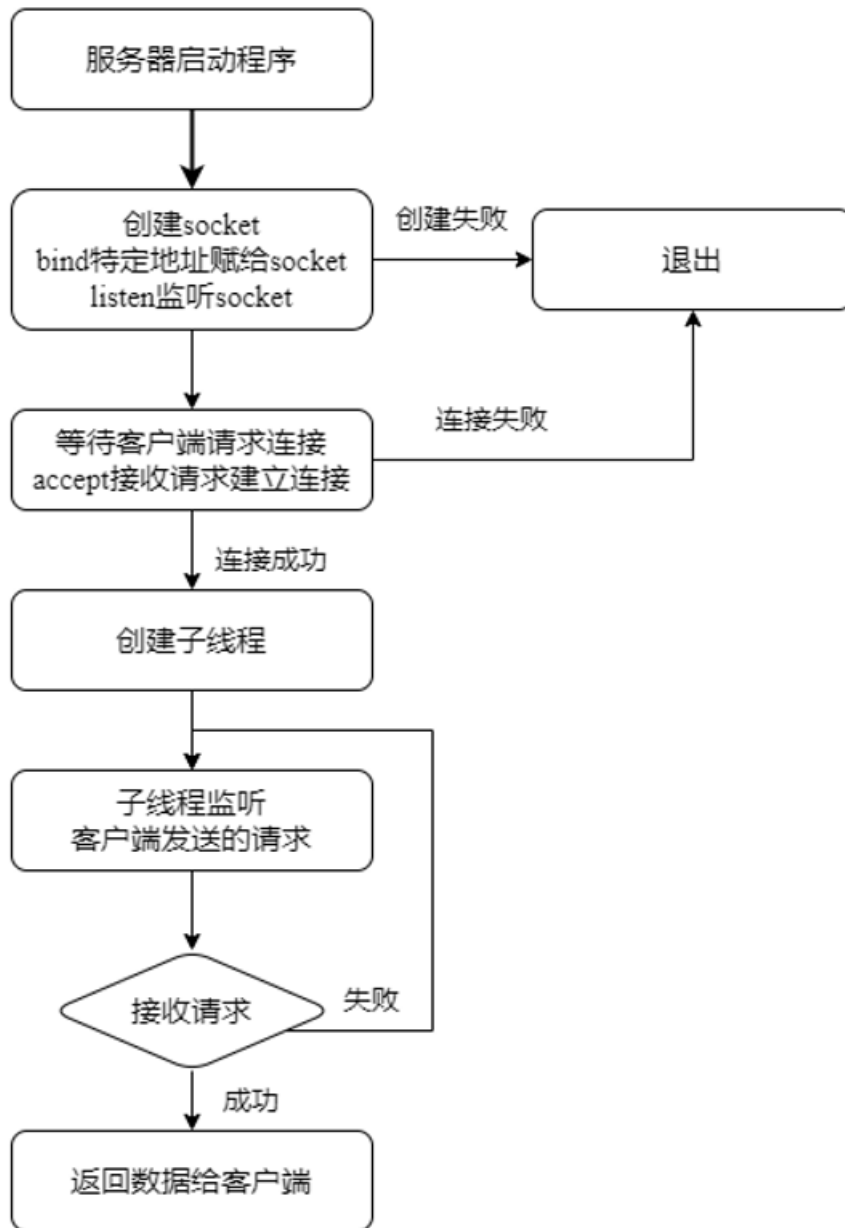 服务器启动程序
创建socket
bind特定地址赋给socket
listen监听socket
创建失败
退出
等待客户端请求连接
accept接收请求建立连接
连接失败
连接成功
创建子线程
子线程监听
客户端发送的请求
接收请求
失败
成功
返回数据给客户端